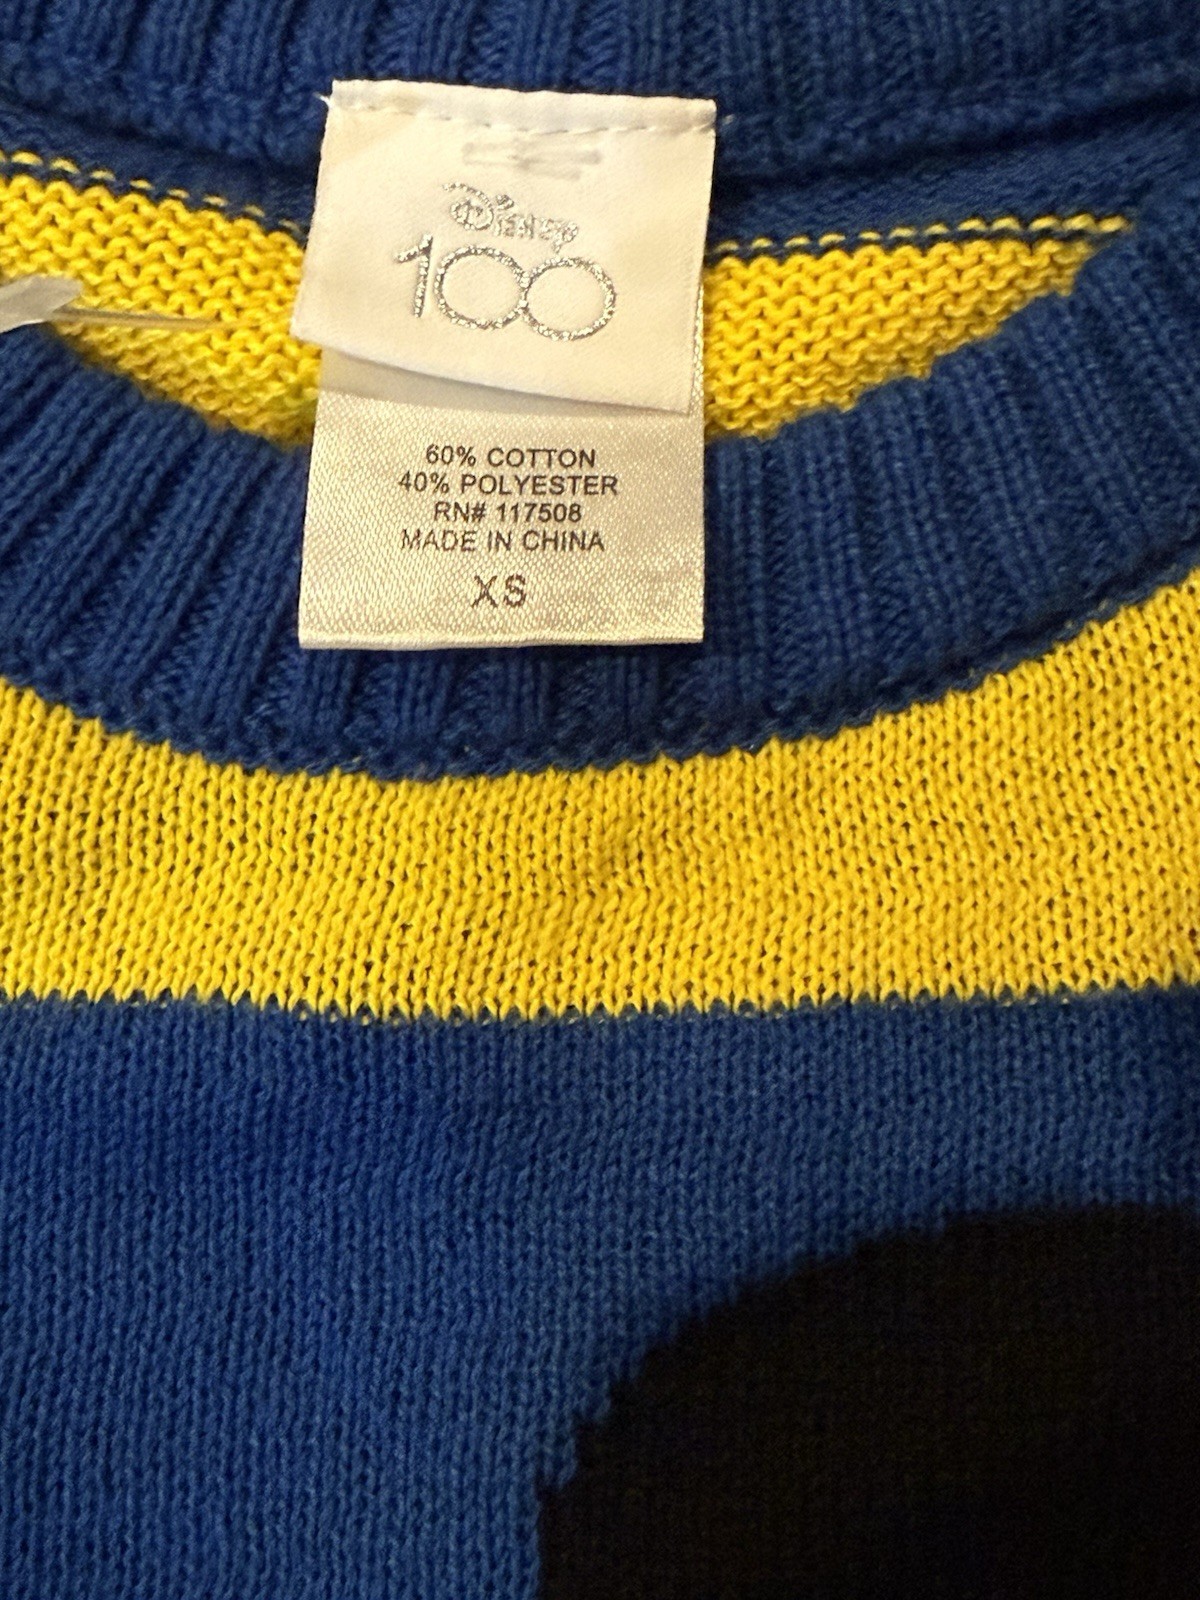 Disney
100
60% COTTON
40% POLYESTER
RN# 117508
MADE IN CHINA
XS